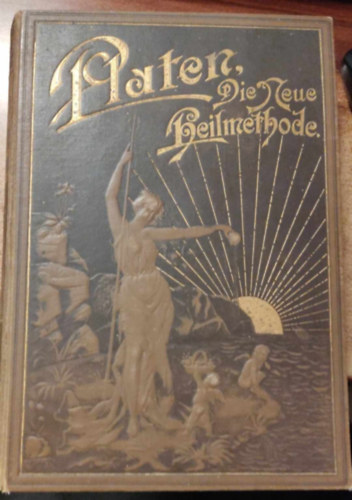 Platen,
Die Neue
Heilmethode.